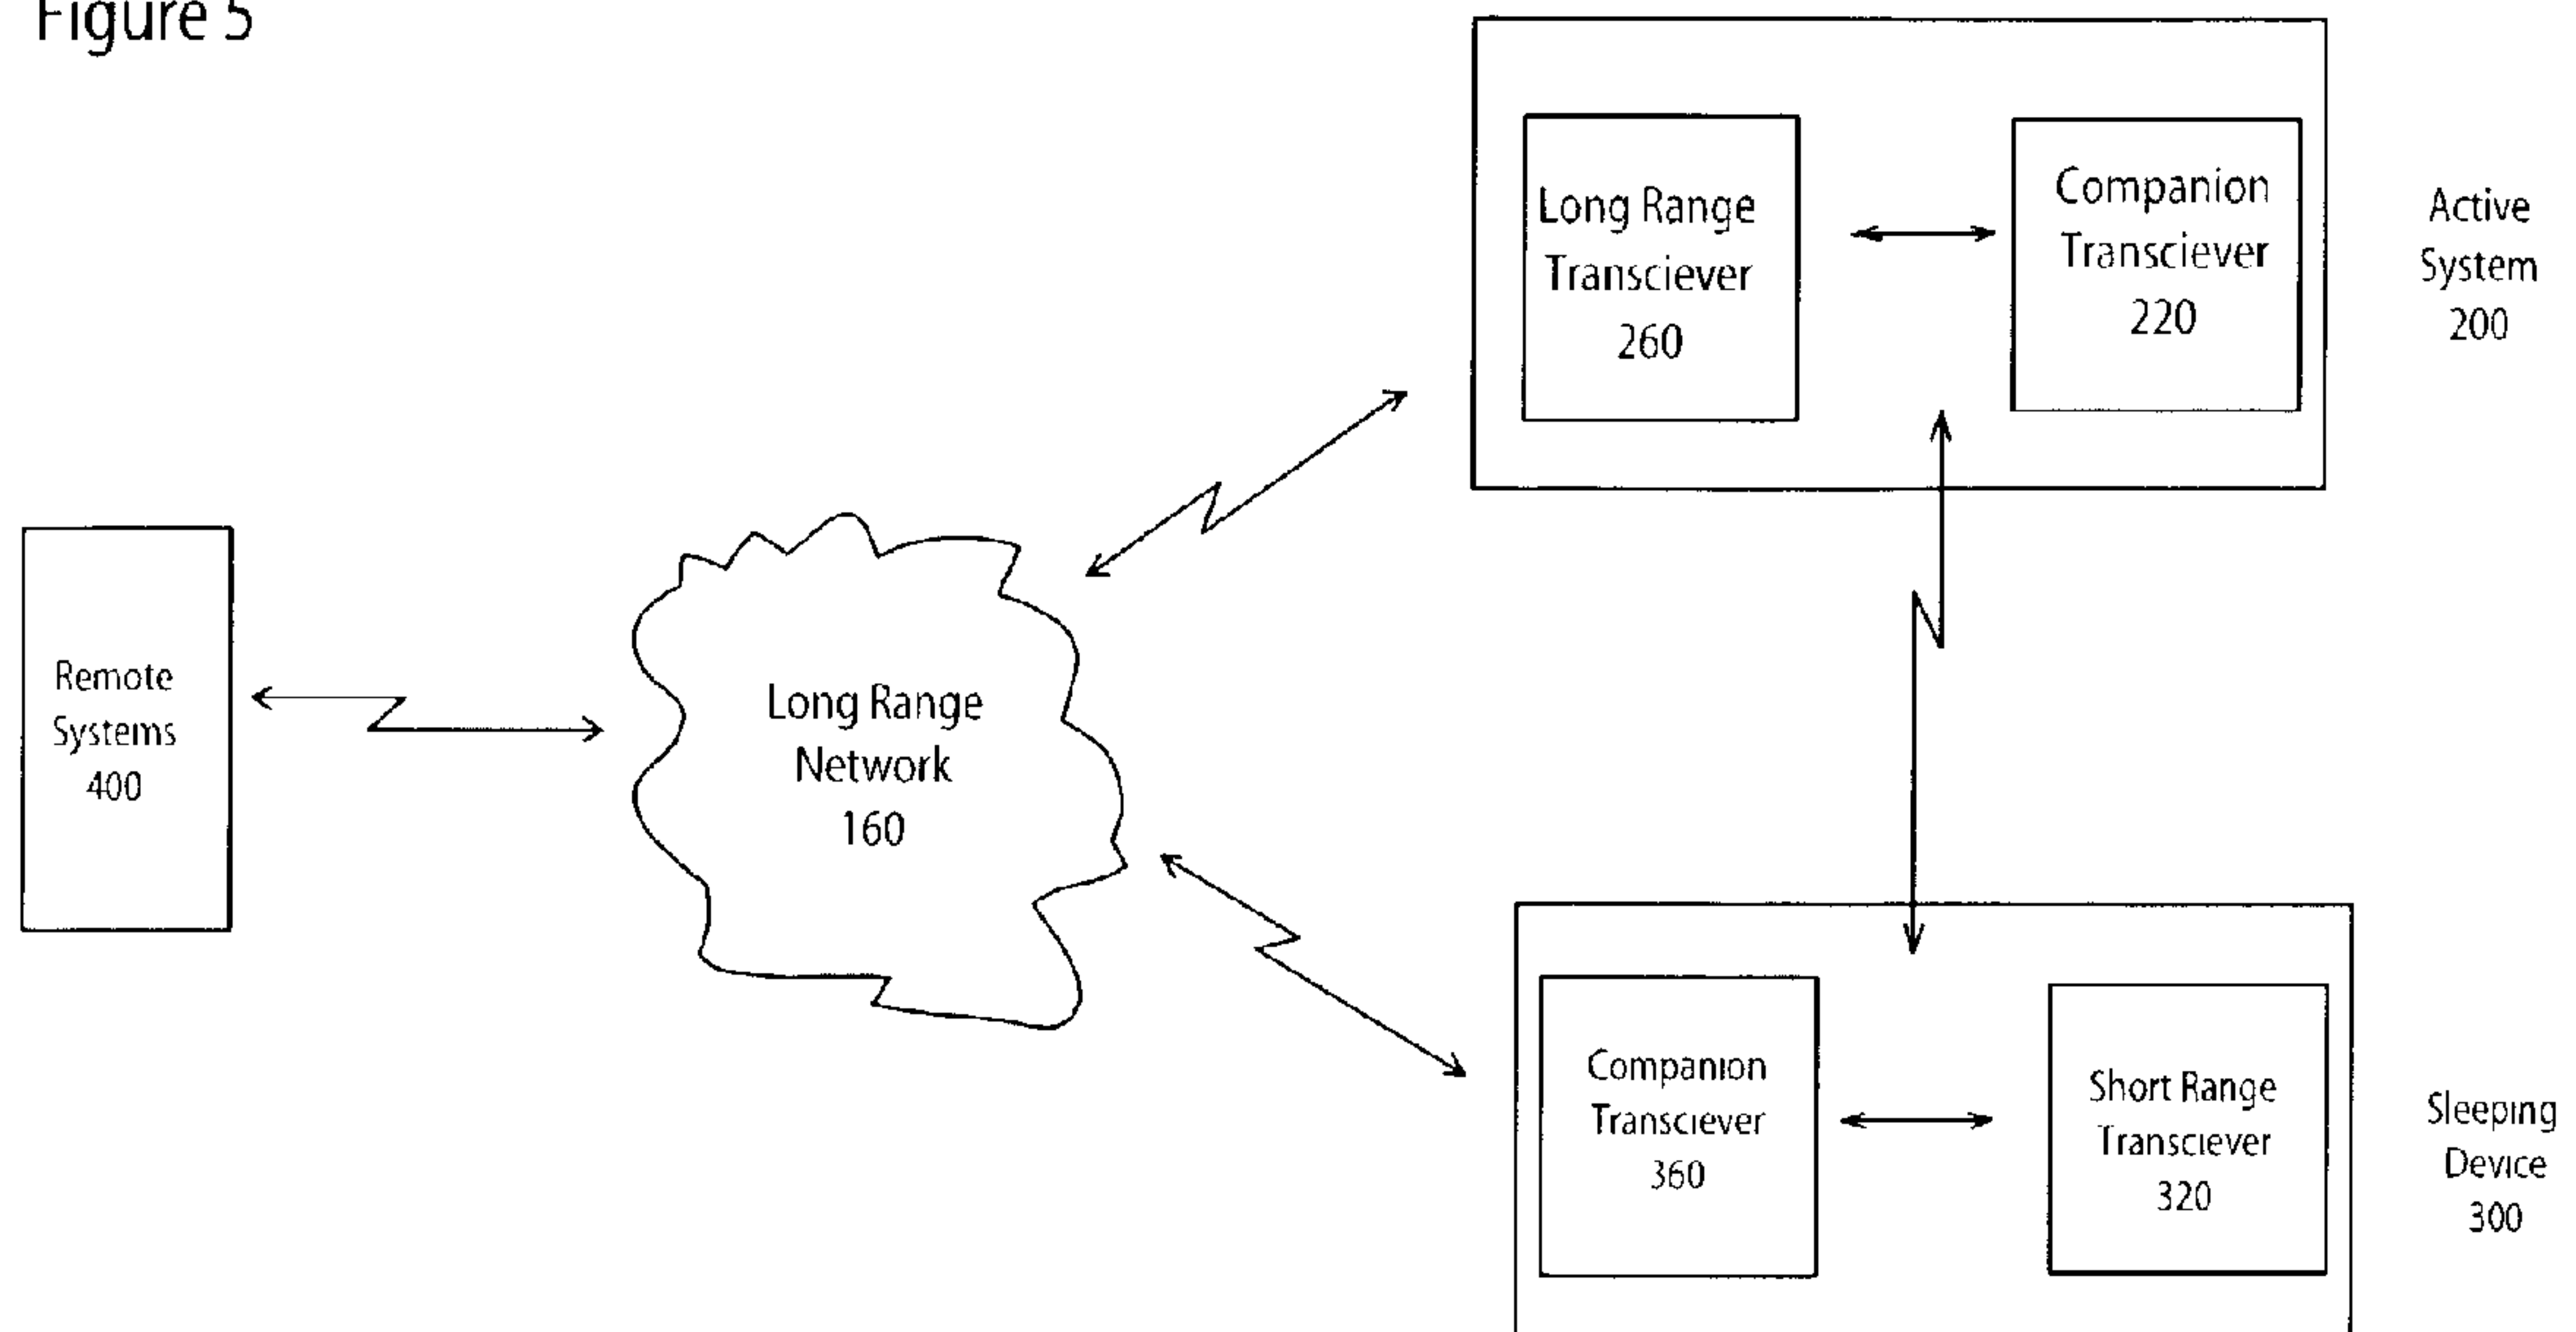 Figure 5
Long Range
Transciever
260
Companion
Transciever
220
Active
System
200
Remote
Systems
400
Long Range
Network
160
Companion
Transciever
360
Short Range
Transciever
320
Sleeping
Device
300